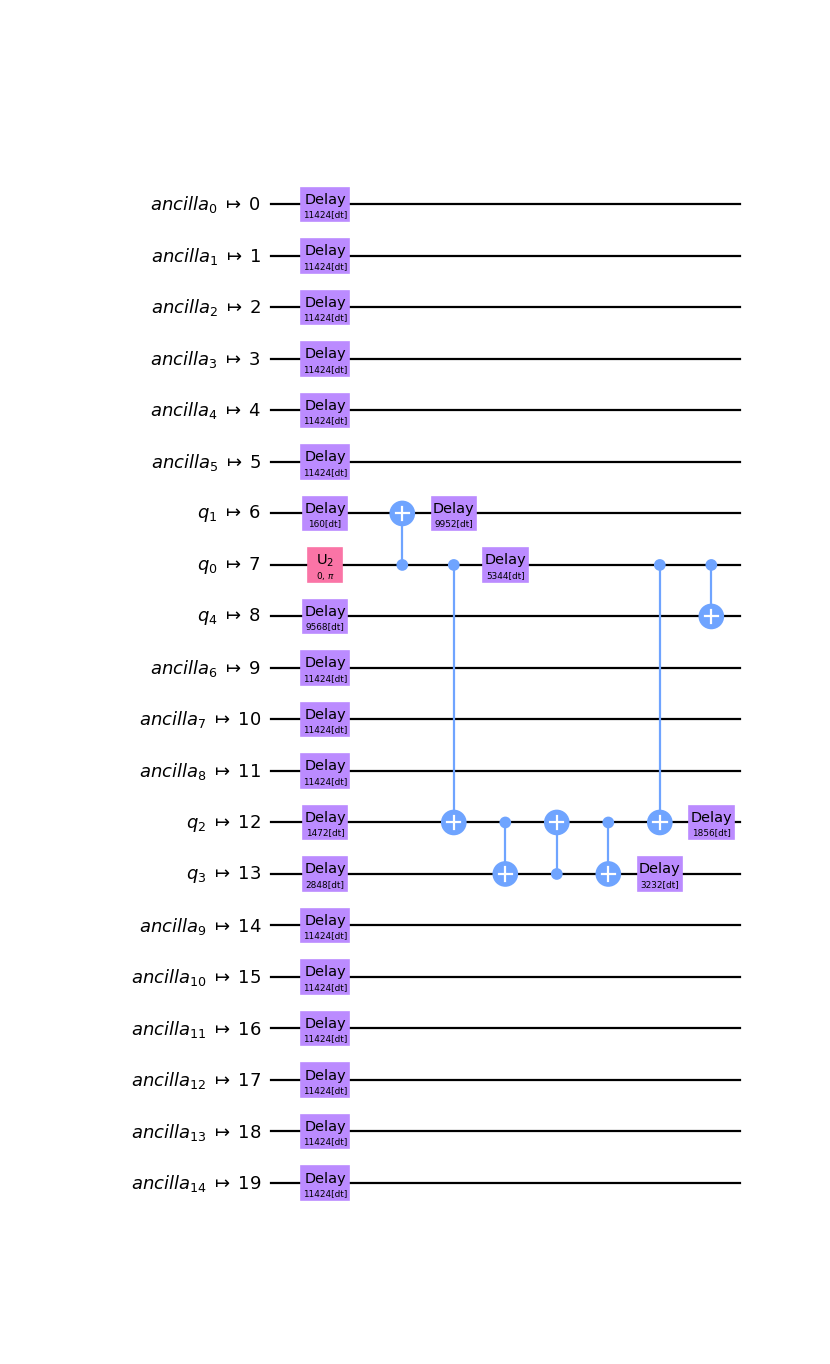 ancilla₀ ↦ 0 Delay 11424[dt]
ancilla₁ ↦ 1 Delay 11424[dt]
ancilla₂ ↦ 2 Delay 11424[dt]
ancilla₃ ↦ 3 Delay 11424[dt]
ancilla₄ ↦ 4 Delay 11424[dt]
ancilla₅ ↦ 5 Delay 11424[dt]
q₁ ↦ 6 Delay 160[dt] Delay 9952[dt]
q₀ ↦ 7 U₂ 0, π Delay 5344[dt]
q₄ ↦ 8 Delay 9568[dt]
ancilla₆ ↦ 9 Delay 11424[dt]
ancilla₇ ↦ 10 Delay 11424[dt]
ancilla₈ ↦ 11 Delay 11424[dt]
q₂ ↦ 12 Delay 1472[dt] Delay 1856[dt]
q₃ ↦ 13 Delay 2848[dt] Delay 3232[dt]
ancilla₉ ↦ 14 Delay 11424[dt]
ancilla₁₀ ↦ 15 Delay 11424[dt]
ancilla₁₁ ↦ 16 Delay 11424[dt]
ancilla₁₂ ↦ 17 Delay 11424[dt]
ancilla₁₃ ↦ 18 Delay 11424[dt]
ancilla₁₄ ↦ 19 Delay 11424[dt]